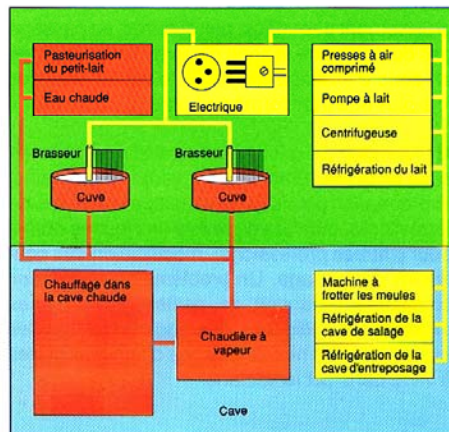 Pasteurisation
du petit-lait
Eau chaude
Electrique
Presses à air
comprimé
Pompe à lait
Centrifugeuse
Réfrigération du lait
Brasseur
Brasseur
Cuve
Cuve
Chauffage dans
la cave chaude
Chaudière à
vapeur
Machine à
frotter les meules
Réfrigération de la
cave de salage
Réfrigération de la
cave d'entreposage
Cave